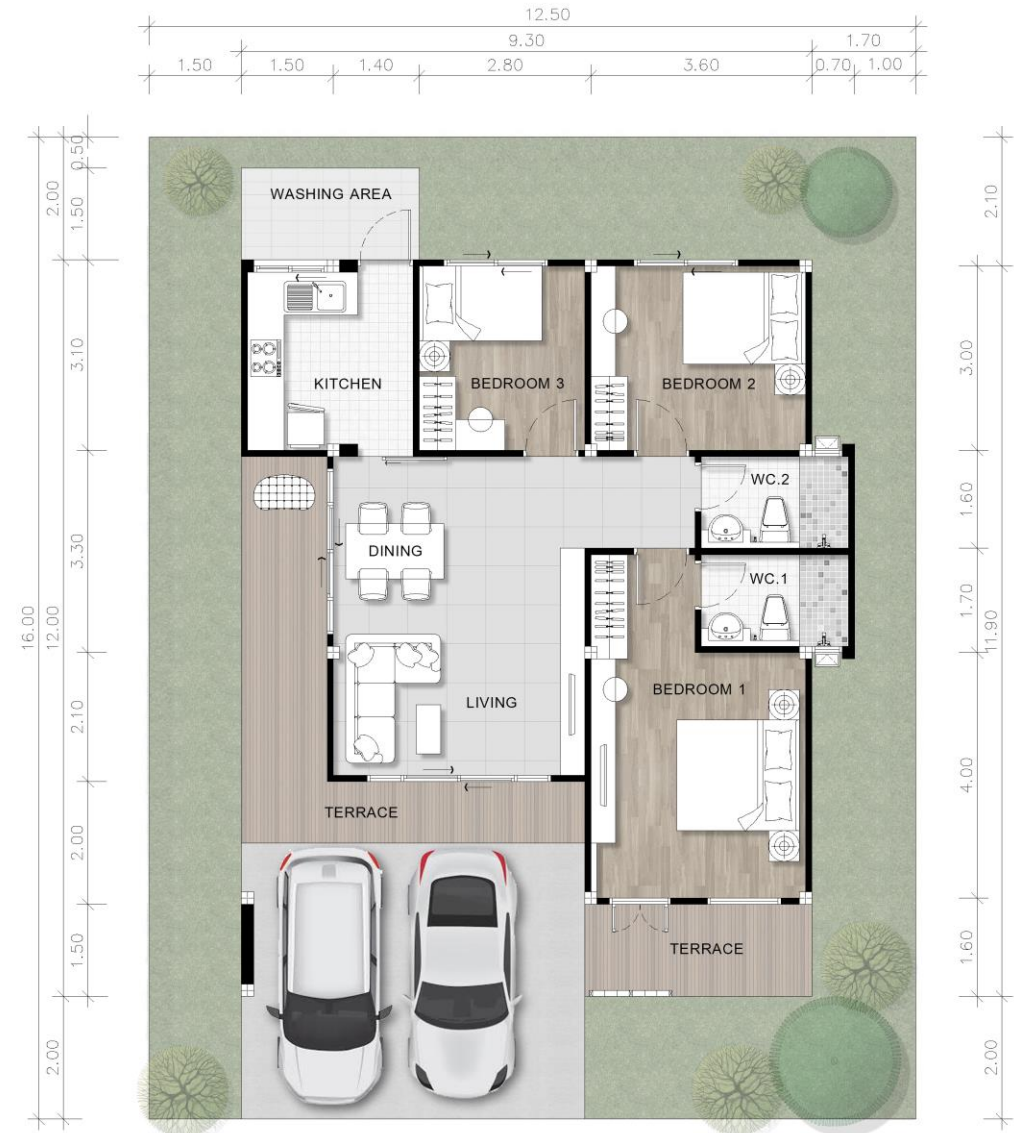 12.50
9.30
1.70
1.50
1.50
1.40
2.80
3.60
0.70
1.00
0.50
2.00
1.50
2.10
WASHING AREA
3.10
3.00
KITCHEN
BEDROOM 3
BEDROOM 2
WC.2
1.60
3.30
DINING
WC.1
1.70
16.00
12.00
11.90
BEDROOM 1
LIVING
2.10
4.00
TERRACE
2.00
1.50
1.60
TERRACE
2.00
2.00